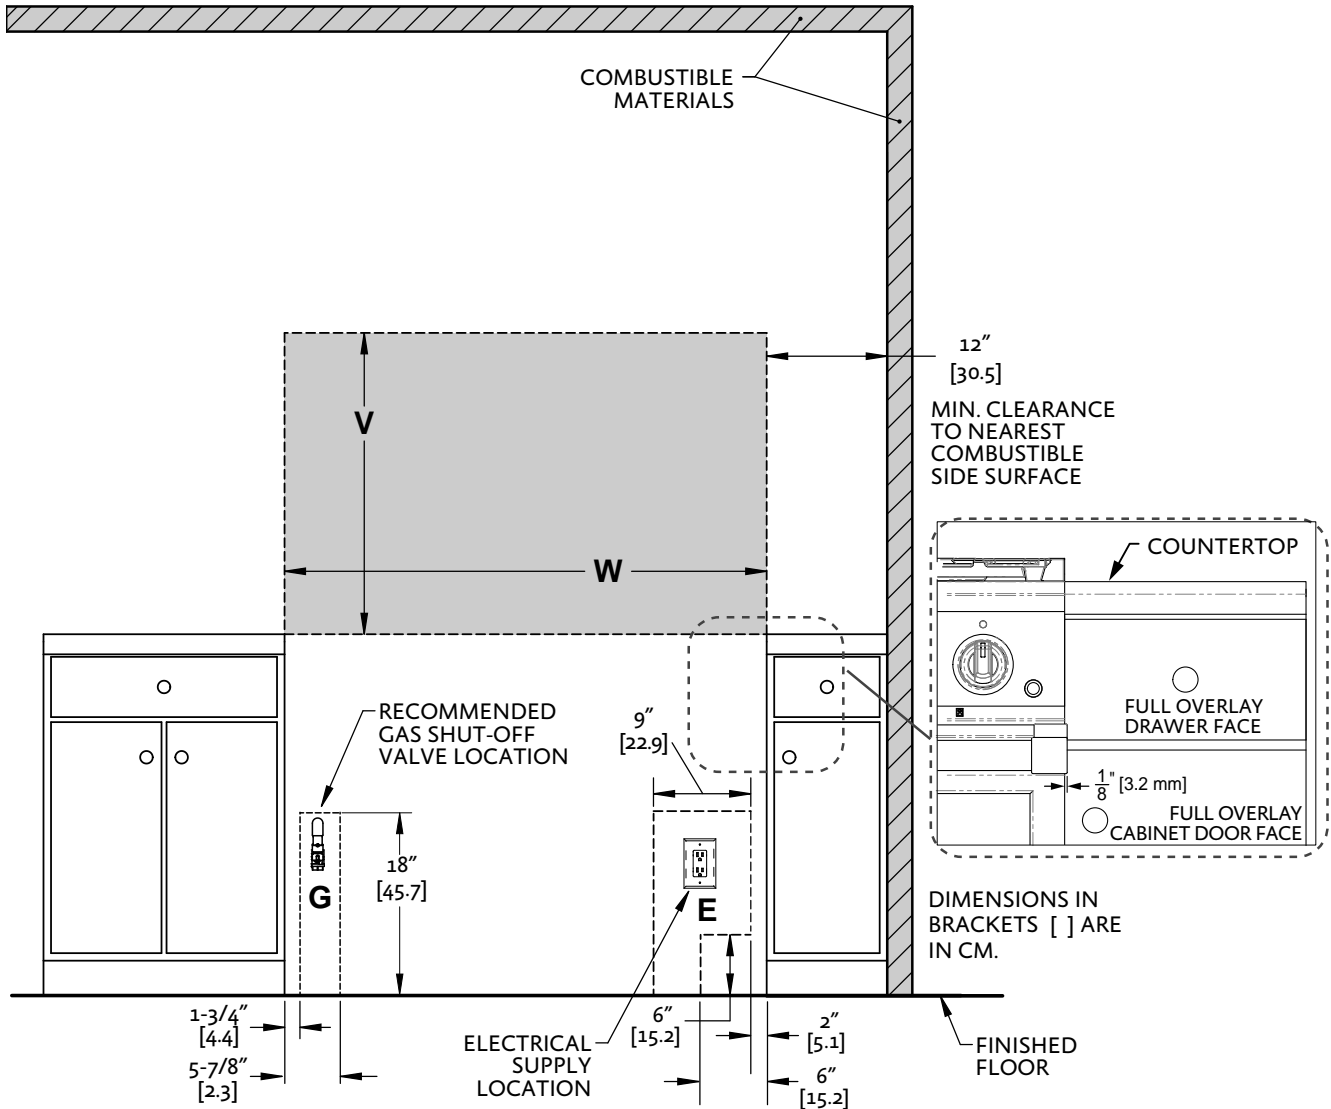 COMBUSTIBLE
MATERIALS
12"
[30.5]
MIN. CLEARANCE
TO NEAREST
COMBUSTIBLE
SIDE SURFACE
V
W
COUNTERTOP
FULL OVERLAY
DRAWER FACE
1/8" [3.2 mm]
FULL OVERLAY
CABINET DOOR FACE
RECOMMENDED
GAS SHUT-OFF
VALVE LOCATION
9"
[22.9]
18"
[45.7]
G
E
DIMENSIONS IN
BRACKETS [ ] ARE
IN CM.
1-3/4"
[4.4]
5-7/8"
[2.3]
ELECTRICAL
SUPPLY
LOCATION
6"
[15.2]
2"
[5.1]
6"
[15.2]
FINISHED
FLOOR